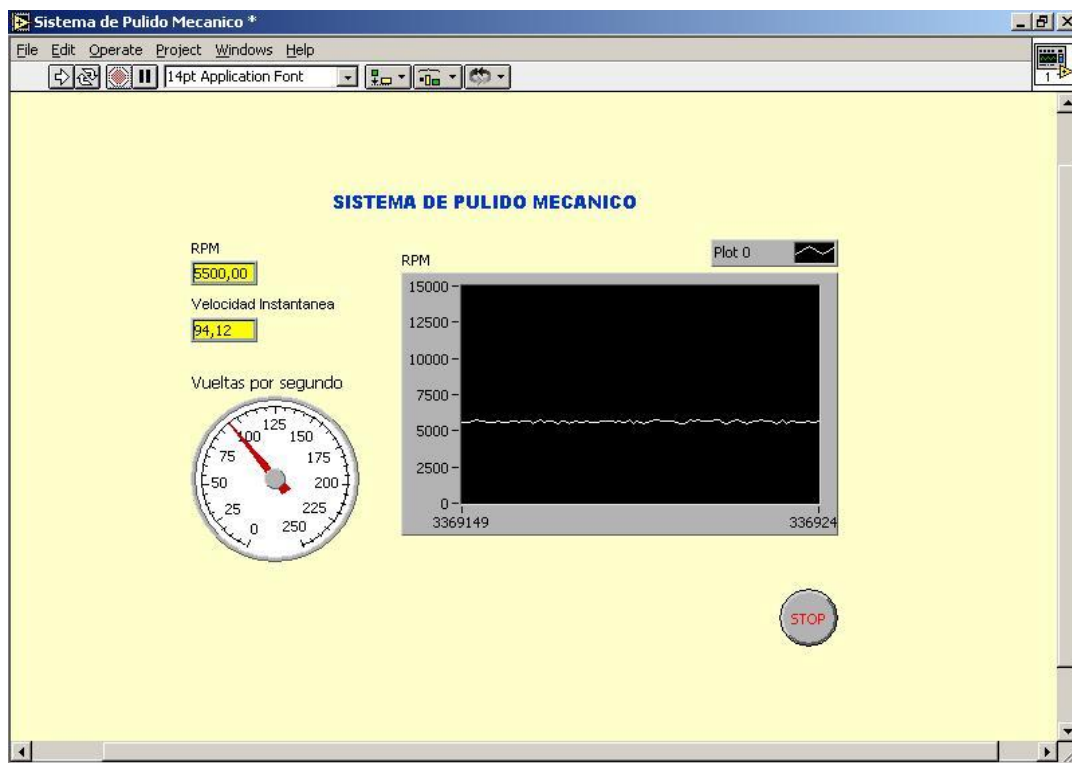 Sistema de Pulido Mecanico *
File Edit Operate Project Windows Help
14pt Application Font
1
SISTEMA DE PULIDO MECANICO
RPM
5500,00
Velocidad Instantanea
94,12
Vueltas por segundo
0
25
50
75
100
125
150
175
200
225
250
RPM
Plot 0
15000
12500
10000
7500
5000
2500
0
3369149
336924
STOP